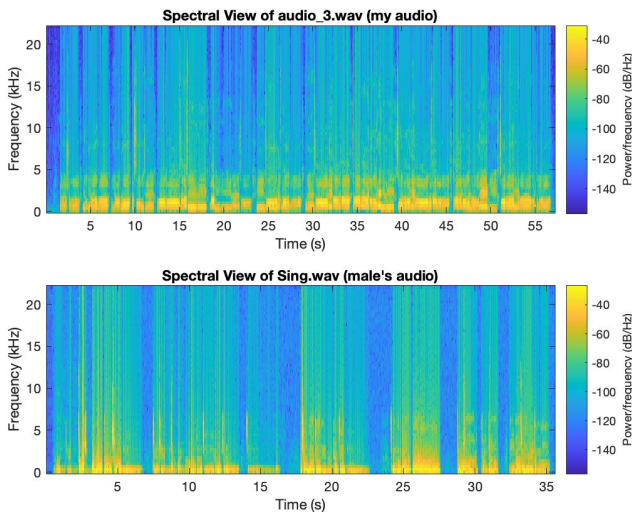 Spectral View of audio_3.wav (my audio)
20
15
10
5
0
Frequency (kHz)
5 10 15 20 25 30 35 40 45 50 55
Time (s)
-40
-60
-80
-100
-120
-140
Power/frequency (dB/Hz)
Spectral View of Sing.wav (male's audio)
20
15
10
5
0
Frequency (kHz)
5 10 15 20 25 30 35
Time (s)
-40
-60
-80
-100
-120
-140
Power/frequency (dB/Hz)